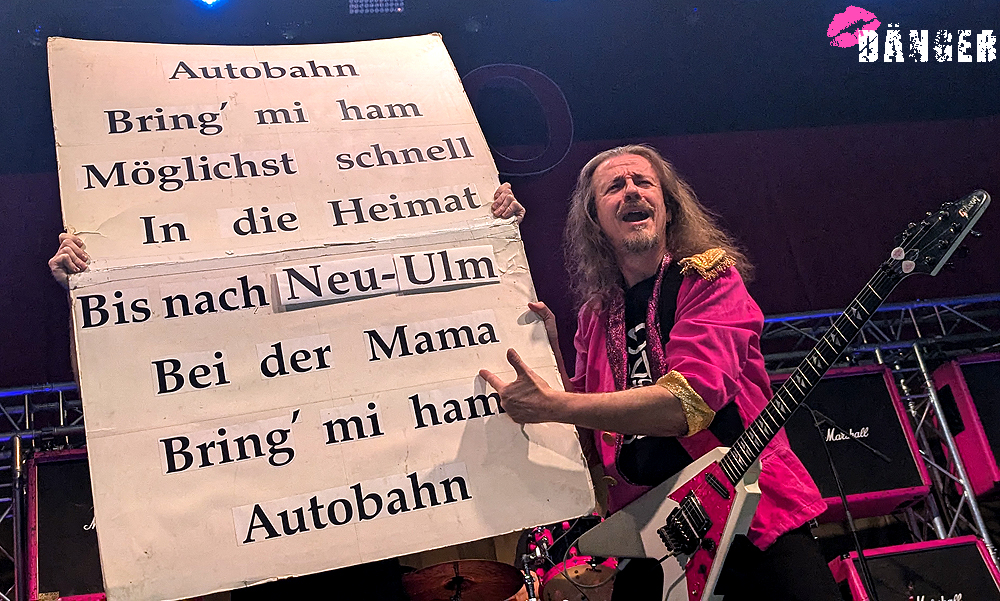 DÄNGER
Autobahn
Bring' mi ham
Möglichst schnell
In die Heimat
Bis nach Neu-Ulm
Bei der Mama
Bring' mi ham
Autobahn
Gibson
Marshall
Marshall